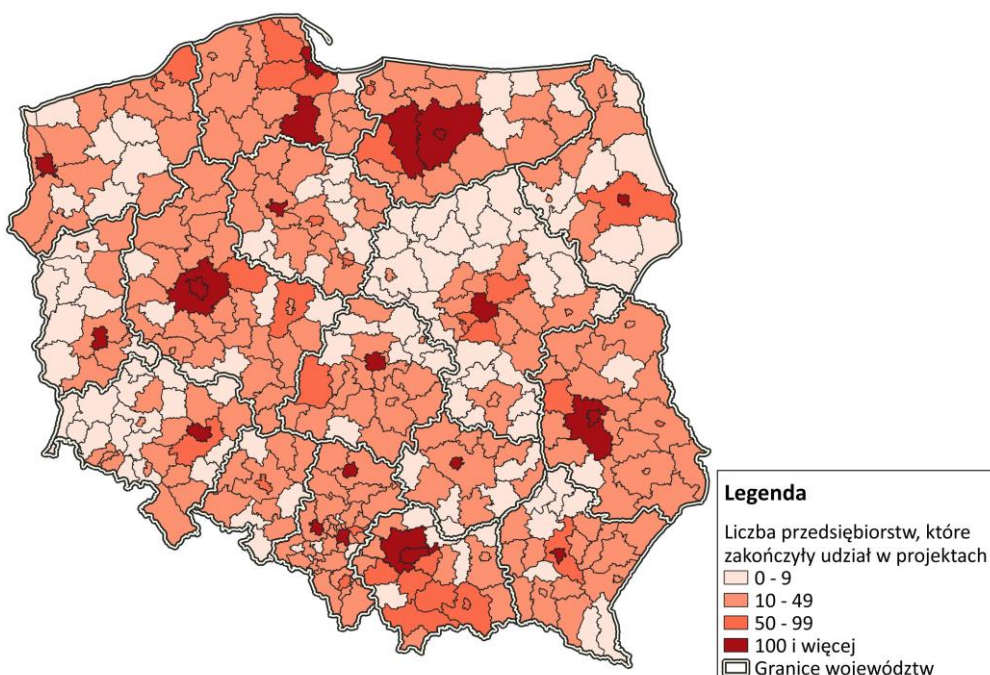 Legenda
Liczba przedsiębiorstw, które
zakończyły udział w projektach
0 - 9
10 - 49
50 - 99
100 i więcej
Granice województw